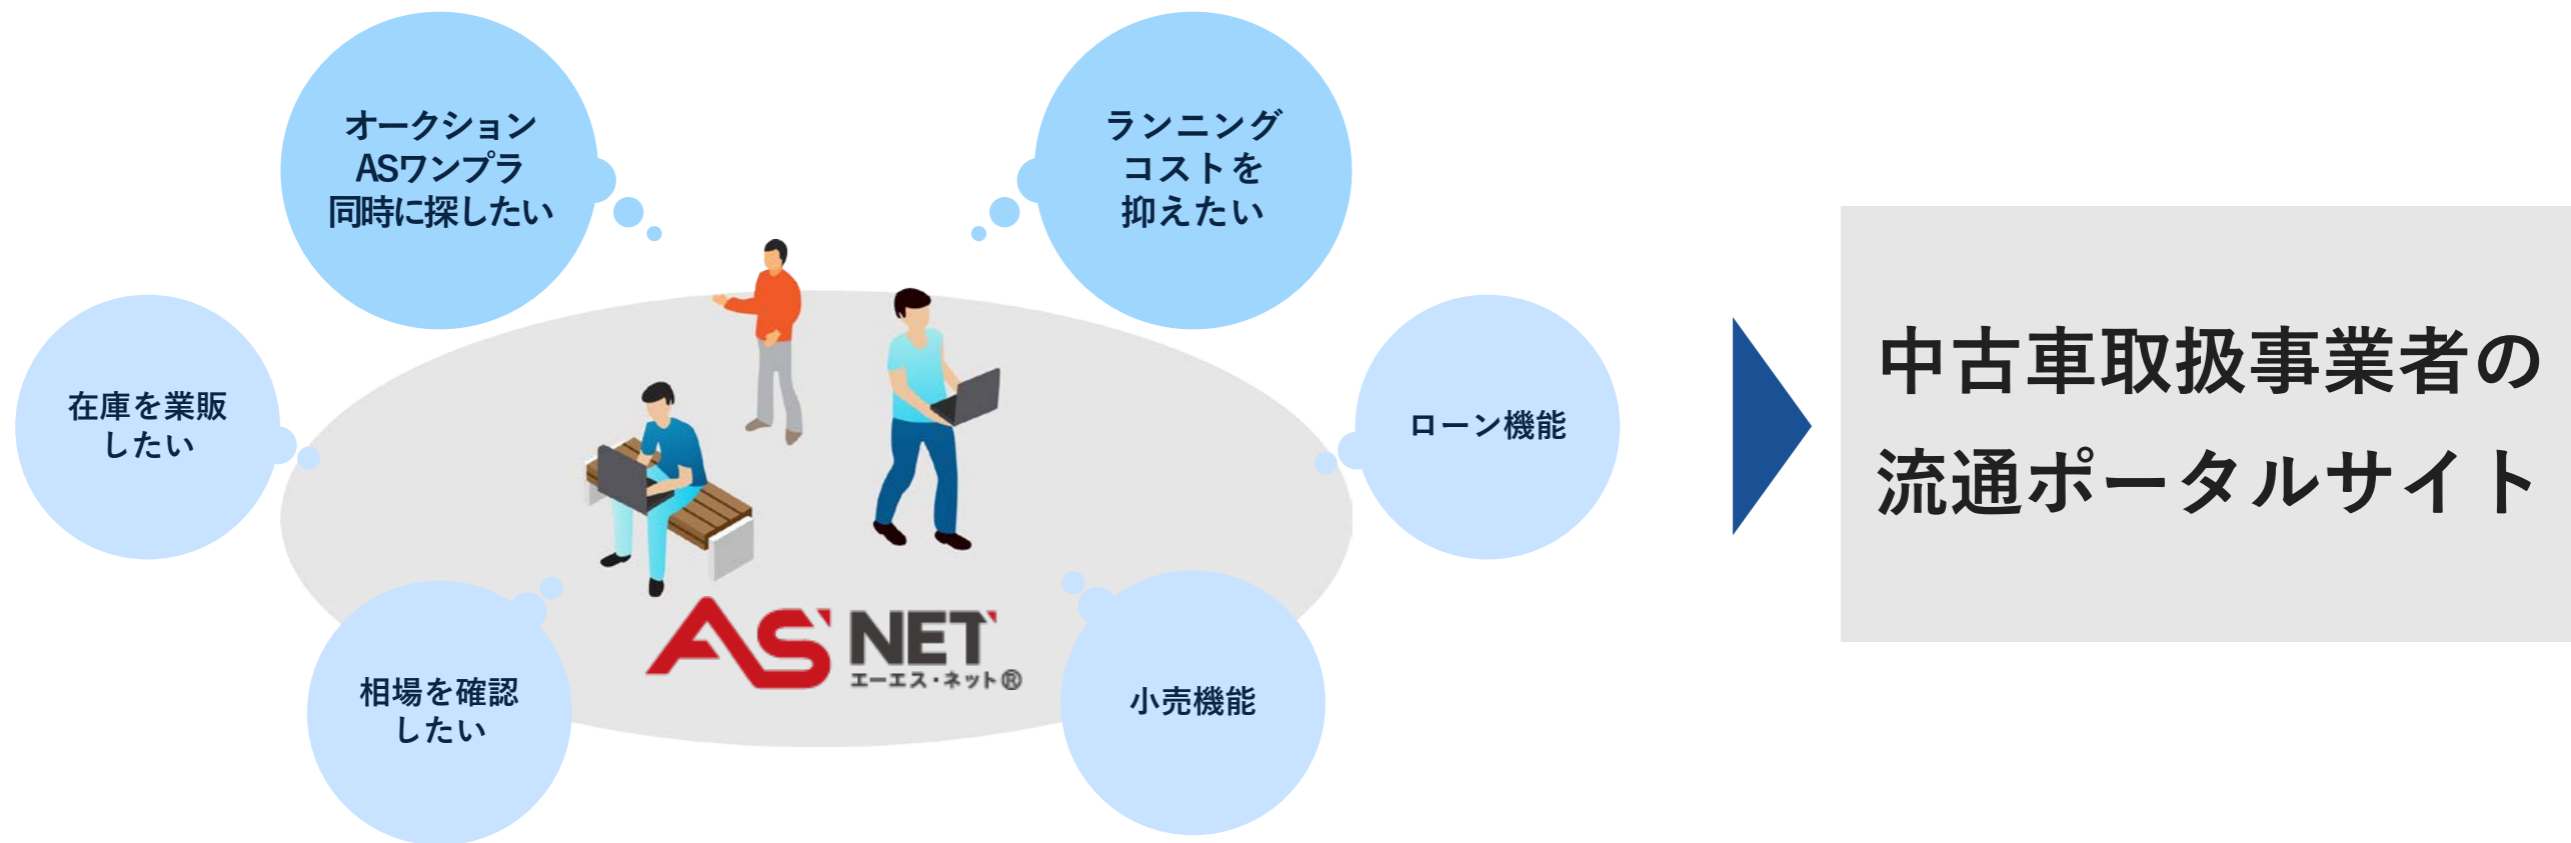 オークション
ASワンプラ
同時に探したい
ランニング
コストを
抑えたい
在庫を業販
したい
ローン機能
相場を確認
したい
小売機能
AS NET
エーエス・ネット®
中古車取扱事業者の
流通ポータルサイト